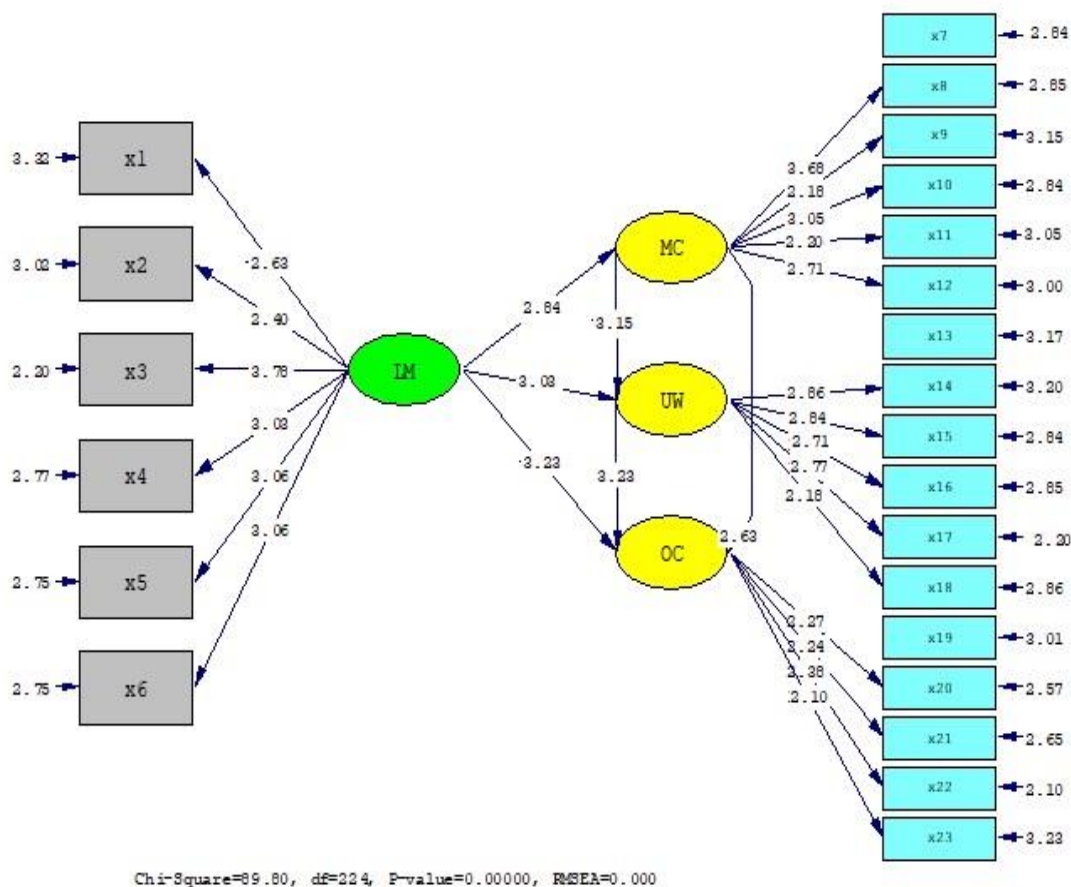 x7
2.84
x8
2.85
x9
3.15
x10
2.84
x11
3.05
x12
3.00
x13
3.17
x14
3.20
x15
2.84
x16
2.85
x17
2.20
x18
2.86
x19
3.01
x20
2.57
x21
2.65
x22
2.10
x23
3.23
3.32
x1
3.02
x2
2.20
x3
2.77
x4
2.75
x5
2.75
x6
2.63
2.40
3.78
3.03
3.06
3.06
LM
2.84
3.03
3.23
MC
3.15
UW
3.23
OC
2.63
3.68
2.18
3.05
2.20
2.71
2.86
2.84
2.71
2.77
2.18
2.27
2.24
2.38
2.10
Chi-Square=89.80, df=224, P-value=0.00000, RMSEA=0.000